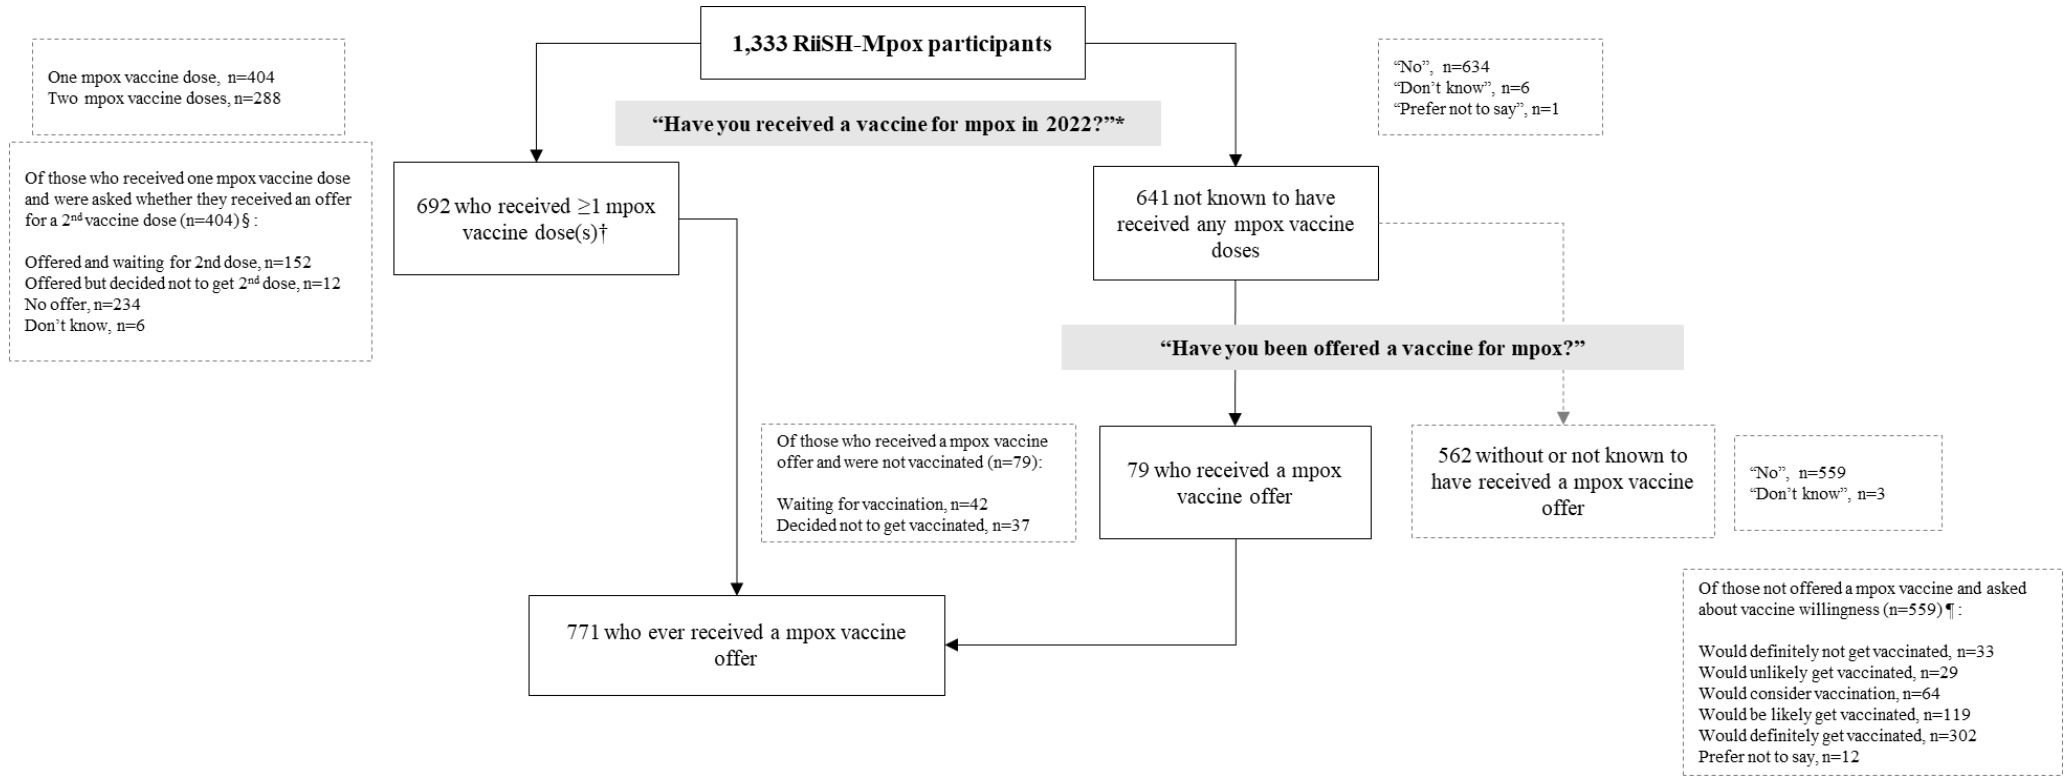 1,333 RiiSH-Mpox participants
One mpox vaccine dose, n=404
Two mpox vaccine doses, n=288
“No”, n=634
“Don’t know”, n=6
“Prefer not to say”, n=1
“Have you received a vaccine for mpox in 2022?”*
Of those who received one mpox vaccine dose
and were asked whether they received an offer
for a 2nd vaccine dose (n=404) § :
Offered and waiting for 2nd dose, n=152
Offered but decided not to get 2nd dose, n=12
No offer, n=234
Don’t know, n=6
692 who received ≥1 mpox
vaccine dose(s)†
641 not known to have
received any mpox vaccine
doses
“Have you been offered a vaccine for mpox?”
Of those who received a mpox vaccine
offer and were not vaccinated (n=79):
Waiting for vaccination, n=42
Decided not to get vaccinated, n=37
79 who received a mpox
vaccine offer
562 without or not known to
have received a mpox vaccine
offer
“No”, n=559
“Don’t know”, n=3
771 who ever received a mpox vaccine
offer
Of those not offered a mpox vaccine and asked
about vaccine willingness (n=559) ¶ :
Would definitely not get vaccinated, n=33
Would unlikely get vaccinated, n=29
Would consider vaccination, n=64
Would be likely get vaccinated, n=119
Would definitely get vaccinated, n=302
Prefer not to say, n=12